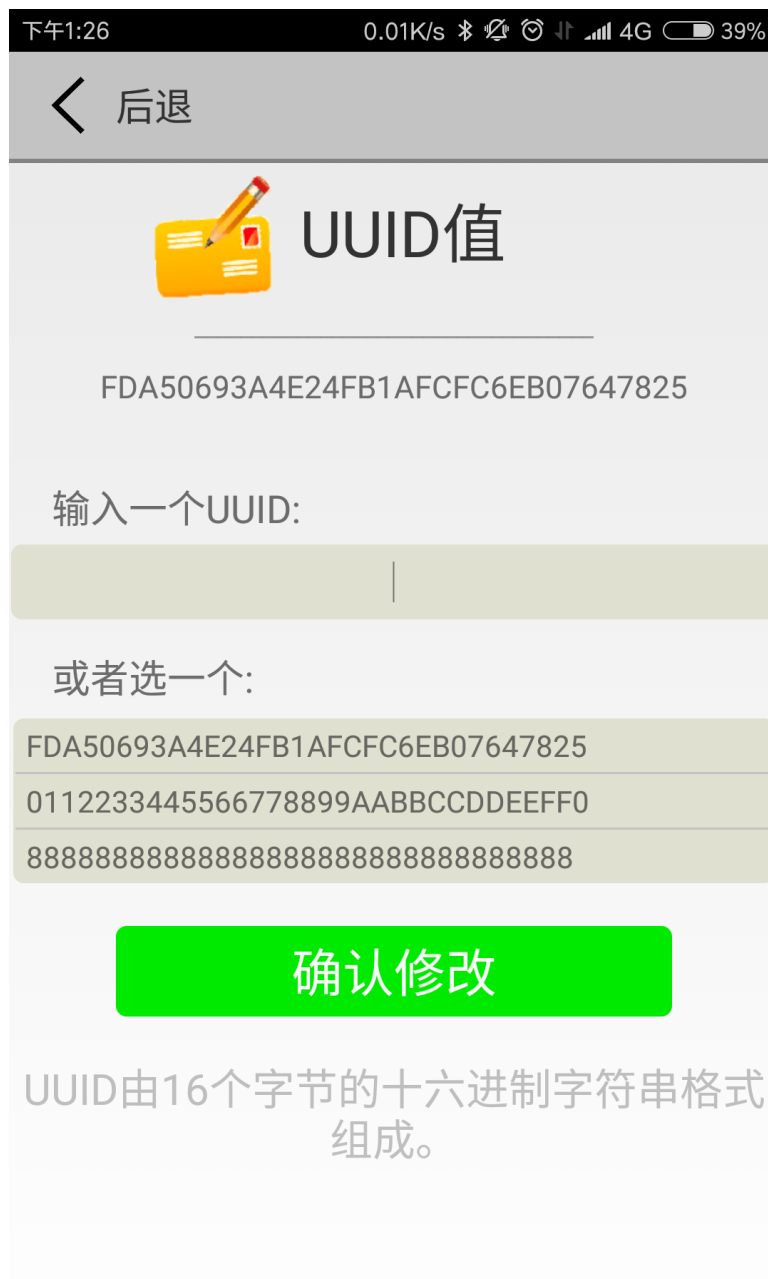 下午1:26 0.01K/s 4G 39%
后退
UUID值
FDA50693A4E24FB1AFCFC6EB07647825
输入一个UUID:
或者选一个:
FDA50693A4E24FB1AFCFC6EB07647825
0112233445566778899AABBCCDDEEFF0
88888888888888888888888888888888
确认修改
UUID由16个字节的十六进制字符串格式
组成。